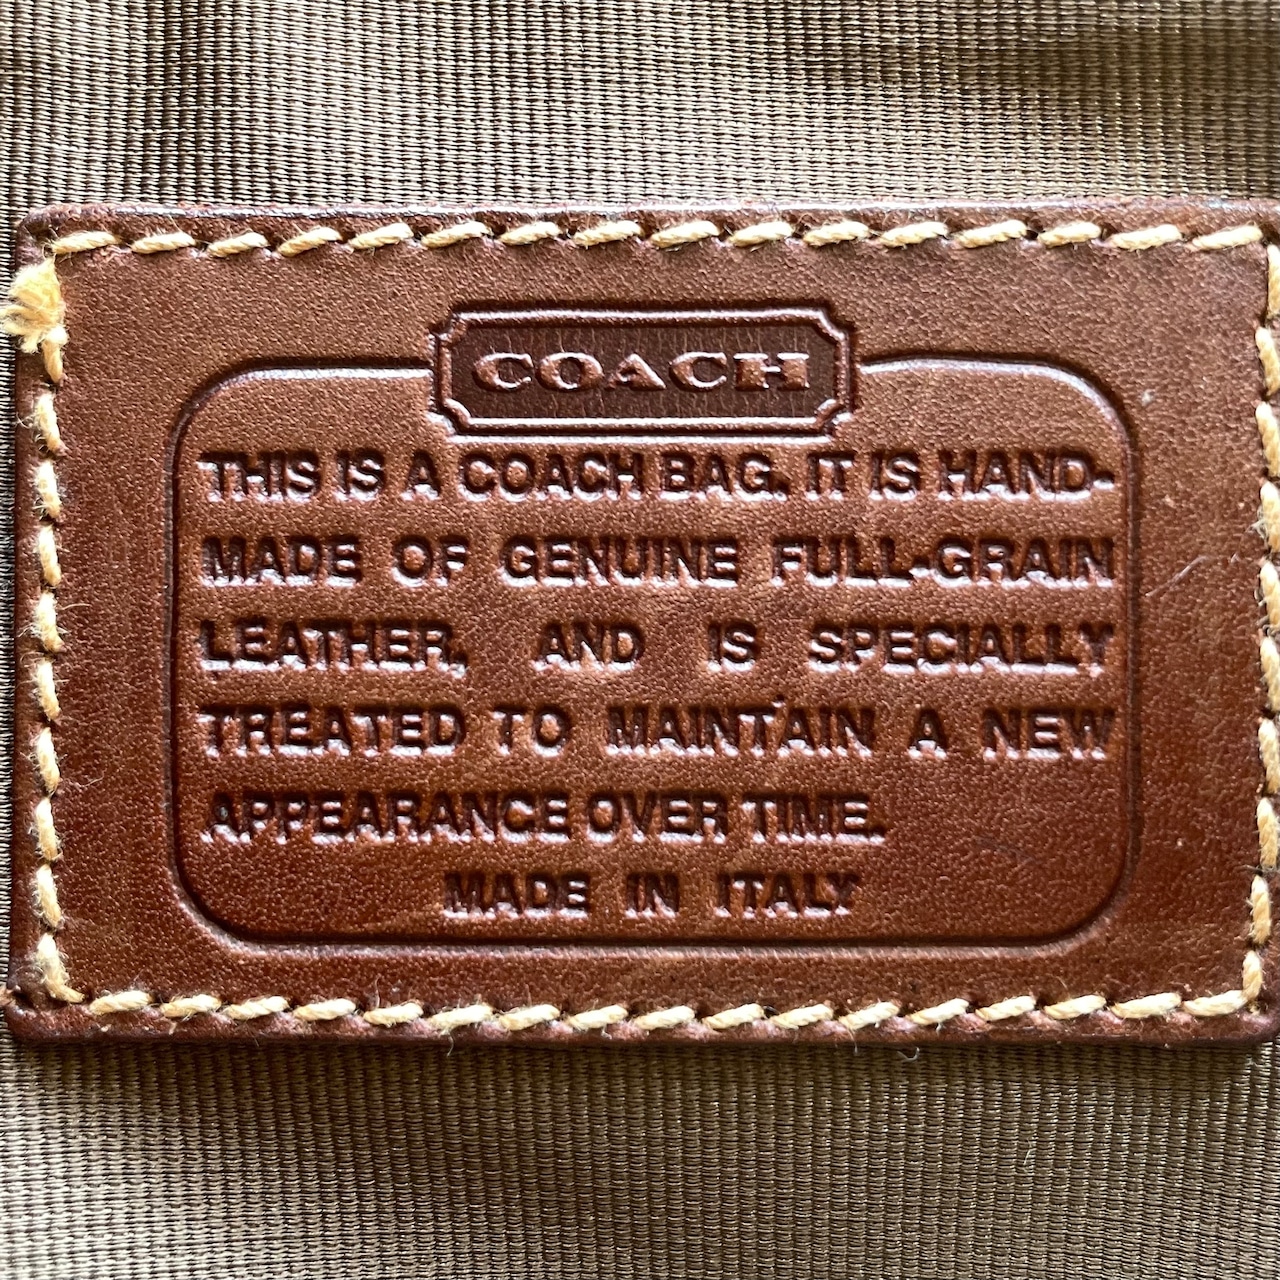 COACH
THIS IS A COACH BAG. IT IS HAND-
MADE OF GENUINE FULL-GRAIN
LEATHER, AND IS SPECIALLY
TREATED TO MAINTAIN A NEW
APPEARANCE OVER TIME.
MADE IN ITALY